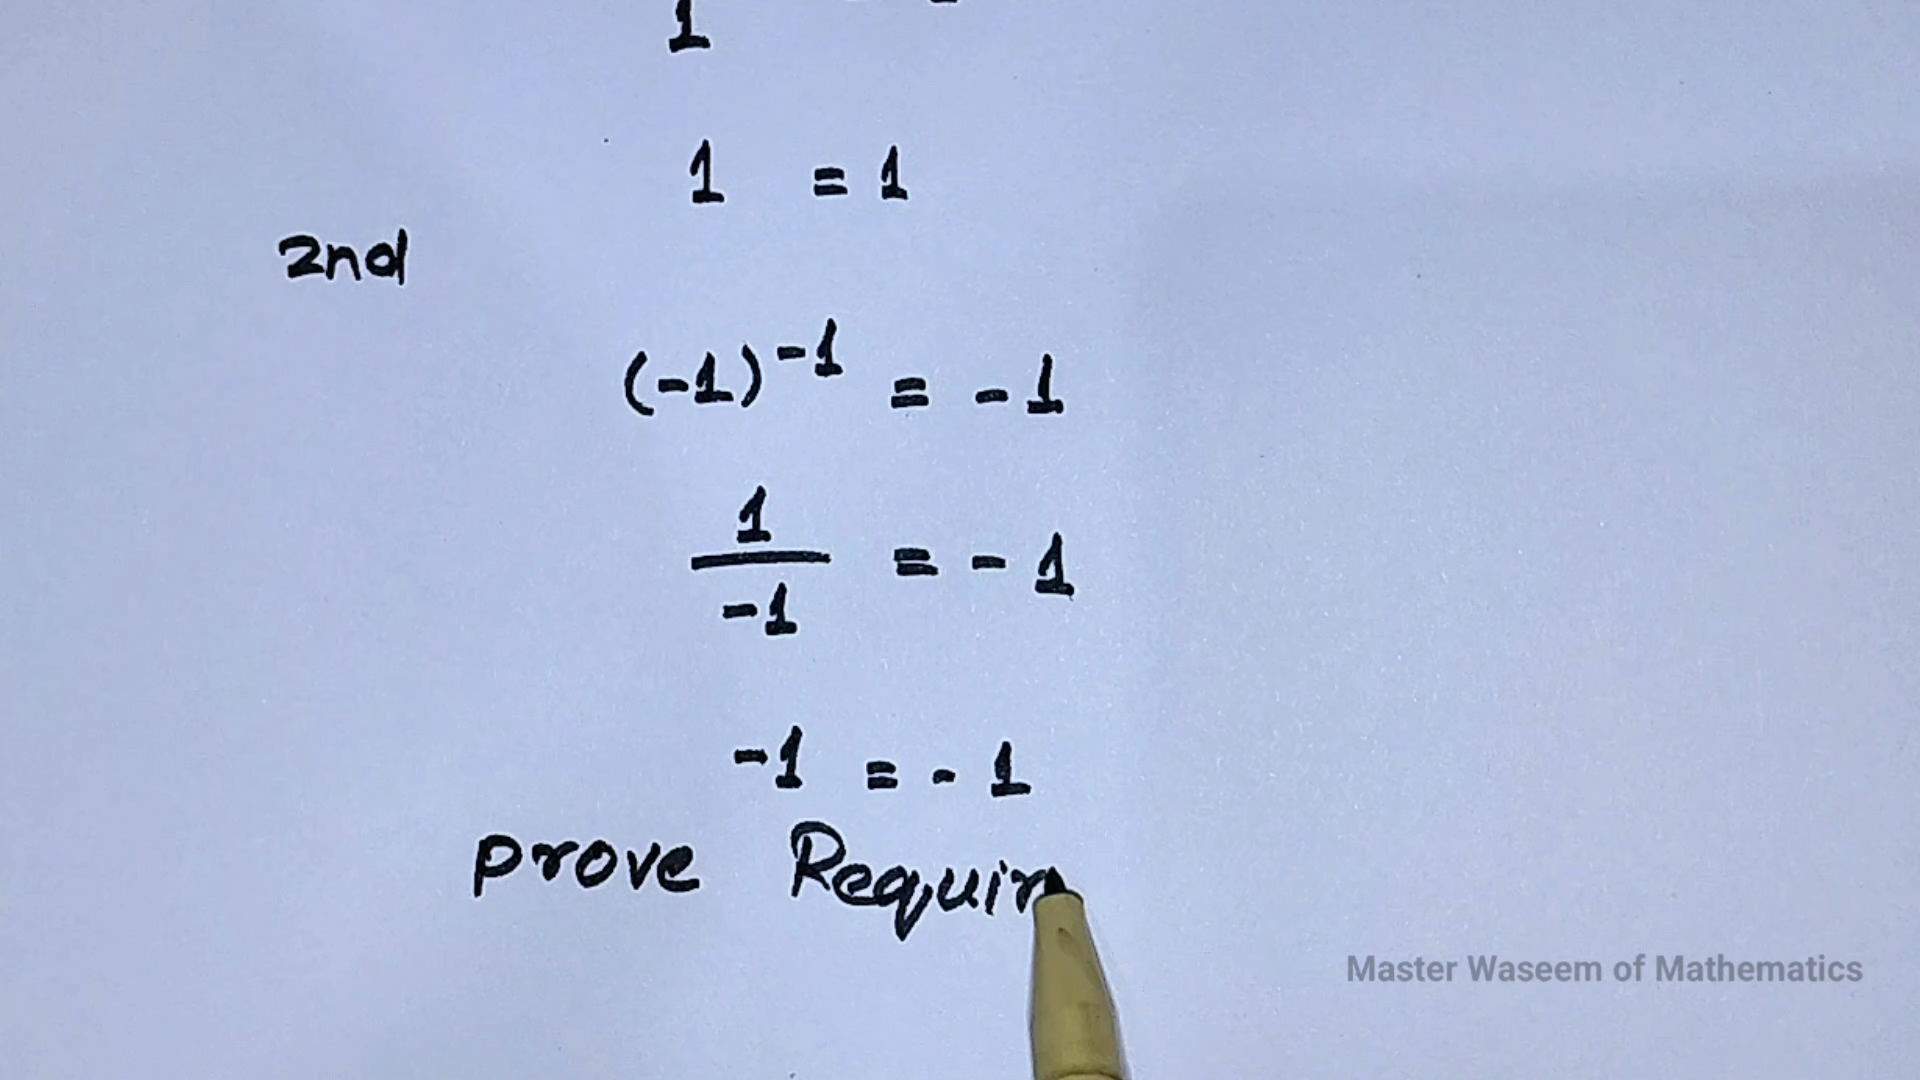 1
1 = 1
2nd
(-1)⁻¹ = - 1
1/-1 = - 1
-1 = - 1
Prove Requir
Master Waseem of Mathematics